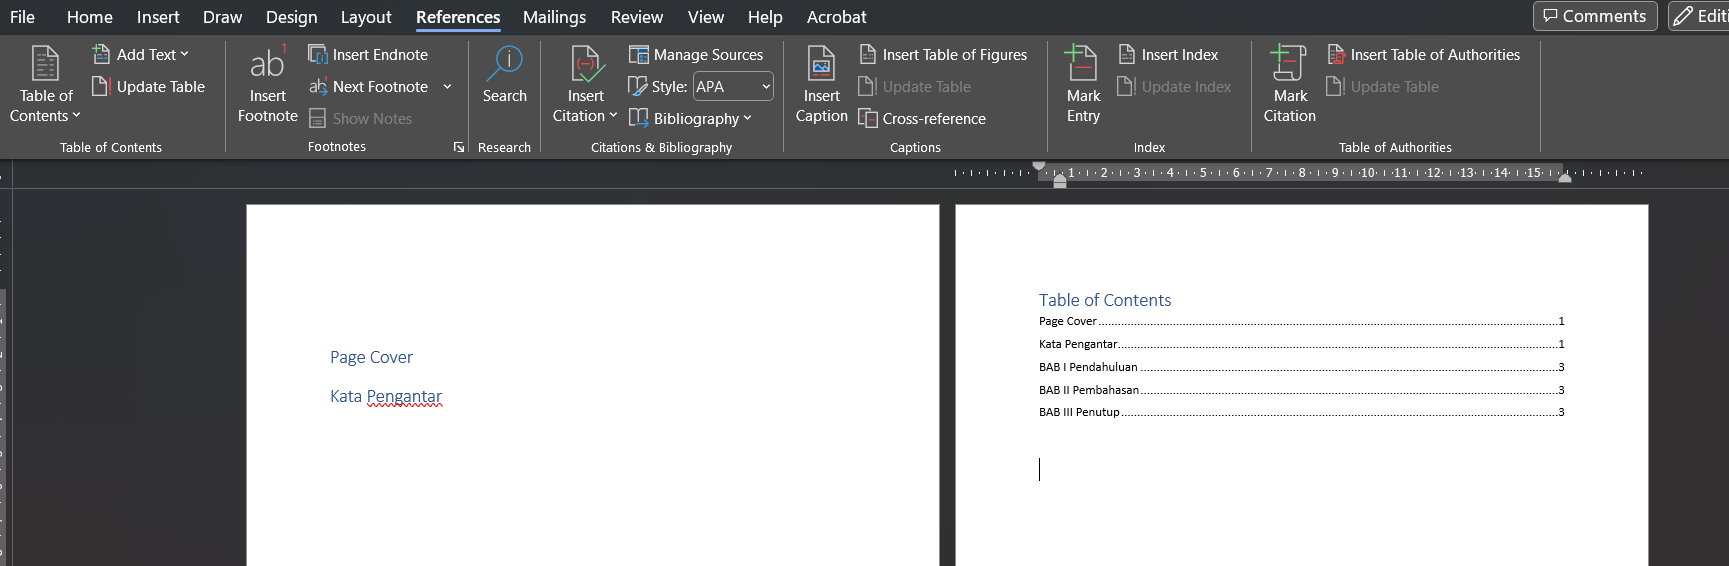 File Home Insert Draw Design Layout References Mailings Review View Help Acrobat Comments Editi
Table of Contents
Add Text
Update Table
Table of Contents
ab1
Insert Footnote
Insert Endnote
Next Footnote
Show Notes
Footnotes
Search
Research
Insert Citation
Manage Sources
Style: APA
Bibliography
Citations & Bibliography
Insert Caption
Insert Table of Figures
Update Table
Cross-reference
Captions
Mark Entry
Insert Index
Update Index
Index
Mark Citation
Insert Table of Authorities
Update Table
Table of Authorities
1 2 3 4 5 6 7 8 9 10 11 12 13 14 15
Page Cover
Kata Pengantar
Table of Contents
Page Cover 1
Kata Pengantar 1
BAB I Pendahuluan 3
BAB II Pembahasan 3
BAB III Penutup 3